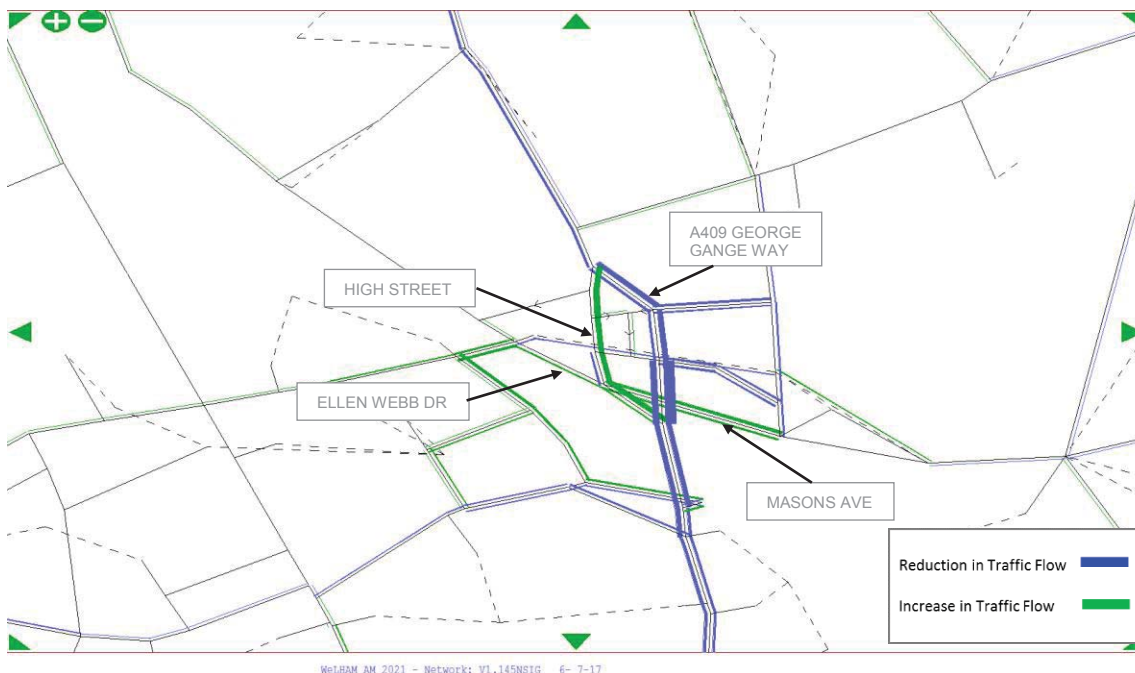 A409 GEORGE
GANGE WAY
HIGH STREET
ELLEN WEBB DR
MASONS AVE
Reduction in Traffic Flow
Increase in Traffic Flow
WeLHAM AM 2021 - Network: V1.145NSIG 6- 7-17